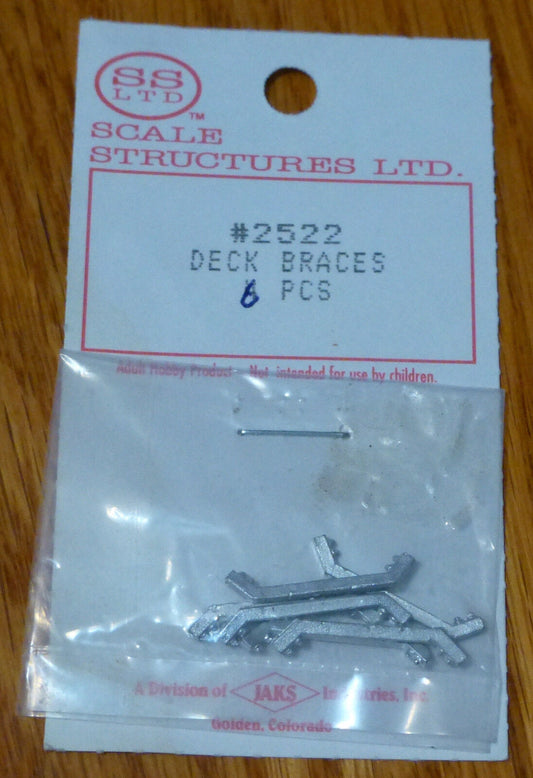 SS
LTD
™
SCALE
STRUCTURES LTD.
#2522
DECK BRACES
6 PCS
Adult Hobby Product - Not intended for use by children.
A Division of JAKS Industries, Inc.
Golden, Colorado